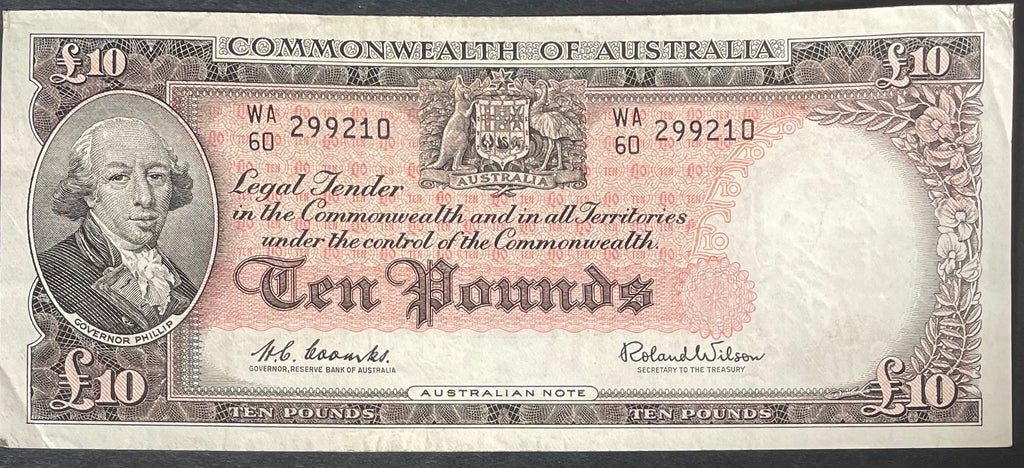 COMMONWEALTH OF AUSTRALIA
£10 £10
WA 60 299210 WA 60 299210
AUSTRALIA
Legal Tender
in the Commonwealth and in all Territories
under the control of the Commonwealth.
Ten Pounds
GOVERNOR PHILLIP
H.C. Coombs. Roland Wilson
GOVERNOR, RESERVE BANK OF AUSTRALIA SECRETARY TO THE TREASURY
£10 AUSTRALIAN NOTE £10
TEN POUNDS TEN POUNDS